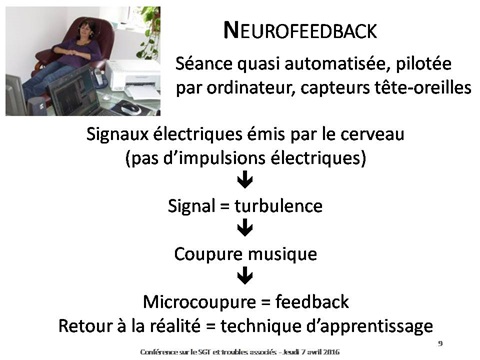 NEUROFEEDBACK
Séance quasi automatisée, pilotée
par ordinateur, capteurs tête-oreilles
Signaux électriques émis par le cerveau
(pas d’impulsions électriques)
Signal = turbulence
Coupure musique
Microcoupure = feedback
Retour à la réalité = technique d’apprentissage
9
Conférence sur le SGT et troubles associés - Jeudi 7 avril 2016